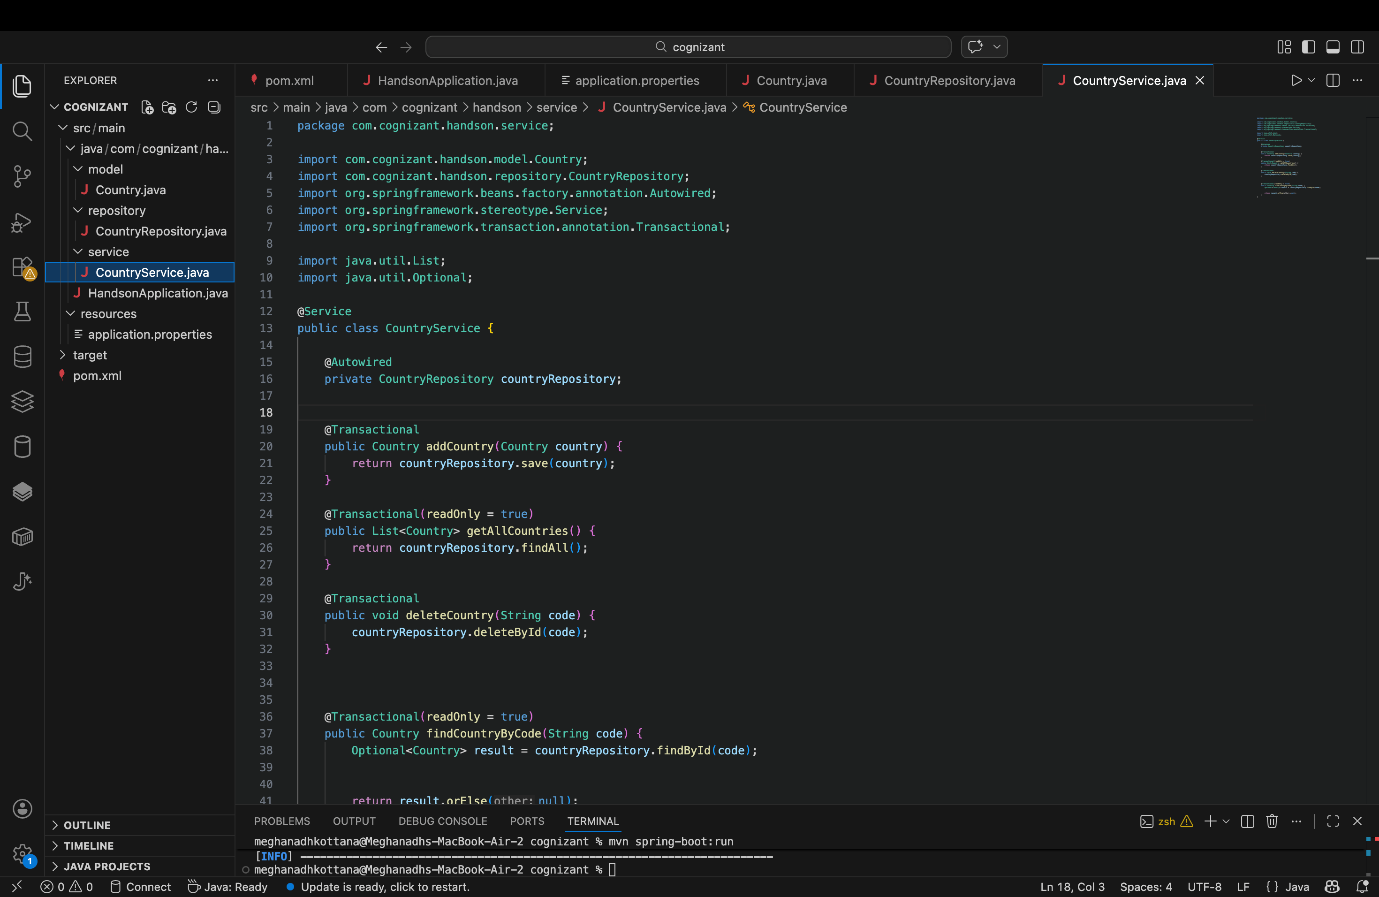 cognizant
EXPLORER
COGNIZANT
src/main
java/com/cognizant/ha...
model
Country.java
repository
CountryRepository.java
service
CountryService.java
HandsonApplication.java
resources
application.properties
target
pom.xml
OUTLINE
TIMELINE
JAVA PROJECTS
pom.xml HandsonApplication.java application.properties Country.java CountryRepository.java CountryService.java
src > main > java > com > cognizant > handson > service > CountryService.java > CountryService
1 package com.cognizant.handson.service;
2
3 import com.cognizant.handson.model.Country;
4 import com.cognizant.handson.repository.CountryRepository;
5 import org.springframework.beans.factory.annotation.Autowired;
6 import org.springframework.stereotype.Service;
7 import org.springframework.transaction.annotation.Transactional;
8
9 import java.util.List;
10 import java.util.Optional;
11
12 @Service
13 public class CountryService {
14
15 @Autowired
16 private CountryRepository countryRepository;
17
18
19 @Transactional
20 public Country addCountry(Country country) {
21 return countryRepository.save(country);
22 }
23
24 @Transactional(readOnly = true)
25 public List<Country> getAllCountries() {
26 return countryRepository.findAll();
27 }
28
29 @Transactional
30 public void deleteCountry(String code) {
31 countryRepository.deleteById(code);
32 }
33
34
35
36 @Transactional(readOnly = true)
37 public Country findCountryByCode(String code) {
38 Optional<Country> result = countryRepository.findById(code);
39
40
41 return result.orElse(other: null);
PROBLEMS OUTPUT DEBUG CONSOLE PORTS TERMINAL
zsh
meghanadhkottana@Meghanadhs-MacBook-Air-2 cognizant % mvn spring-boot:run
[INFO] ------------------------------------------------------------------------
meghanadhkottana@Meghanadhs-MacBook-Air-2 cognizant %
1
0 0 Connect Java: Ready Update is ready, click to restart. Ln 18, Col 3 Spaces: 4 UTF-8 LF {} Java